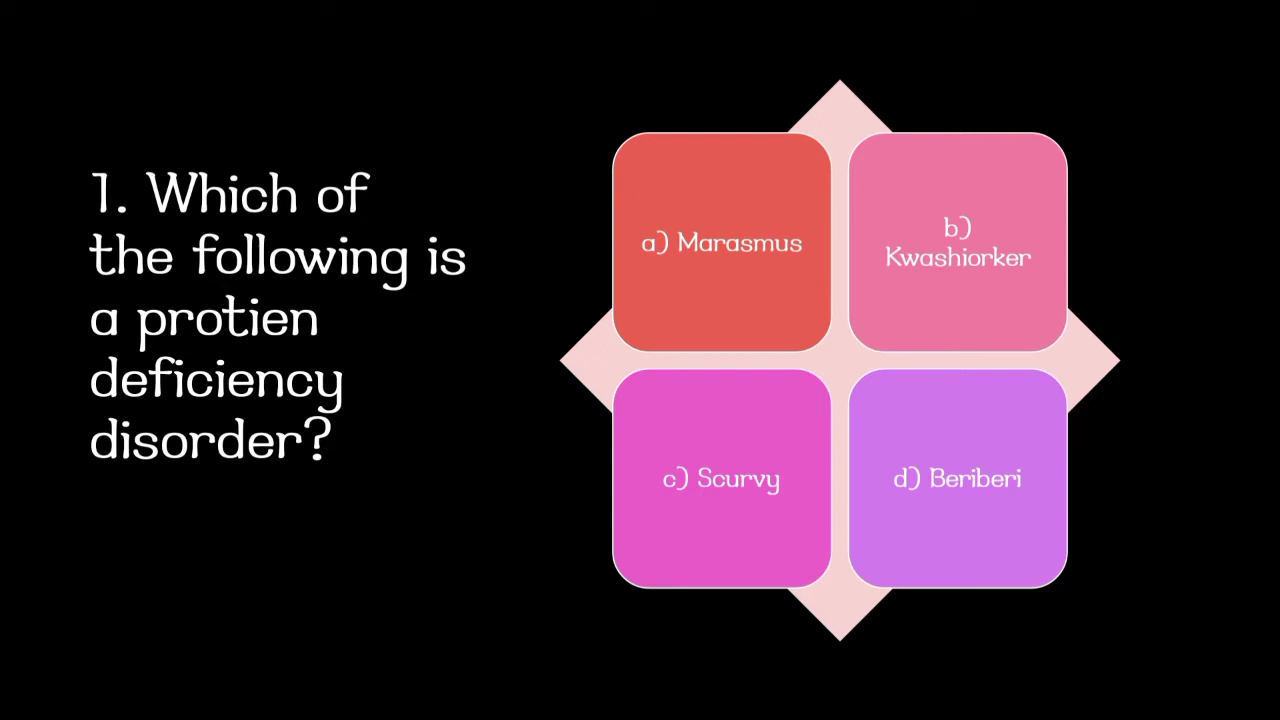 1. Which of
the following is
a protien
deficiency
disorder?
a) Marasmus
b)
Kwashiorker
c) Scurvy
d) Beriberi